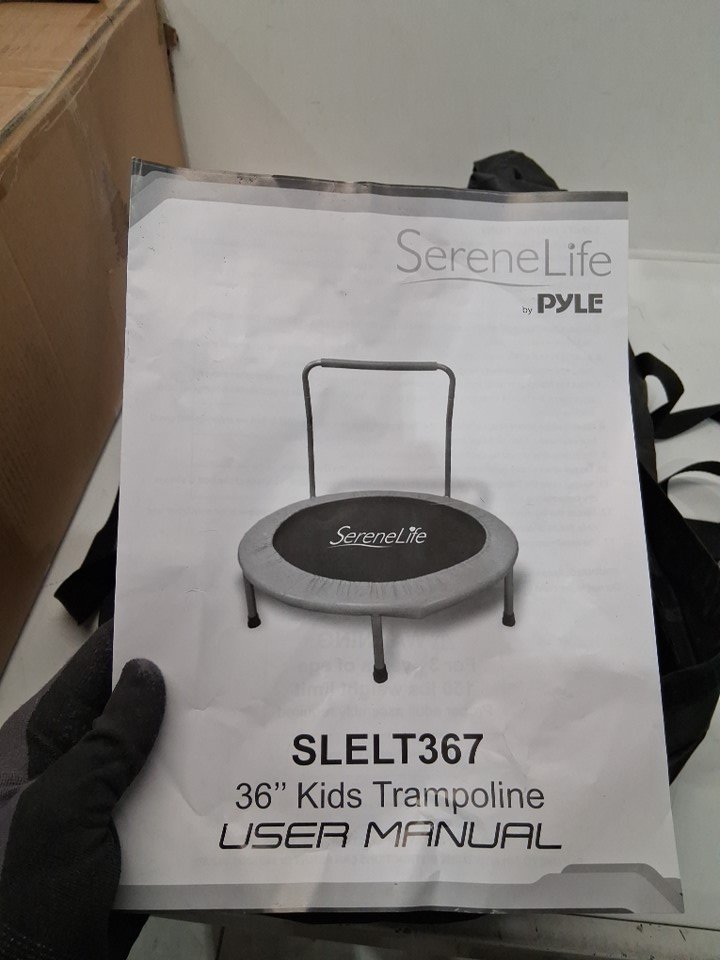 SereneLife
by PYLE
SereneLife
SLELT367
36” Kids Trampoline
USER MANUAL